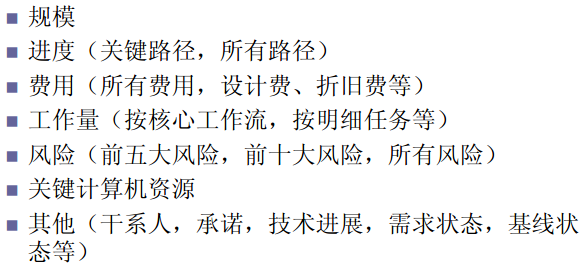 ■ 规模
■ 进度（关键路径，所有路径）
■ 费用（所有费用，设计费、折旧费等）
■ 工作量（按核心工作流，按明细任务等）
■ 风险（前五大风险，前十大风险，所有风险）
■ 关键计算机资源
■ 其他（干系人，承诺，技术进展，需求状态，基线状
态等）